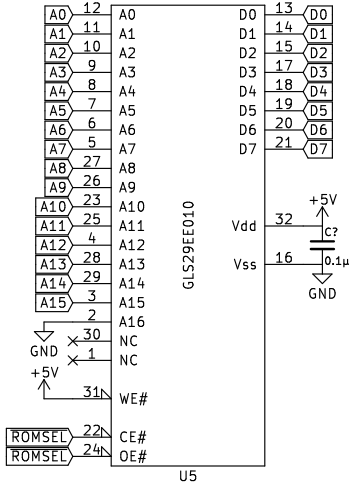 A0 12 A0 D0 13 D0
A1 11 A1 D1 14 D1
A2 10 A2 D2 15 D2
A3 9 A3 D3 17 D3
A4 8 A4 D4 18 D4
A5 7 A5 D5 19 D5
A6 6 A6 D6 20 D6
A7 5 A7 D7 21 D7
A8 27 A8
A9 26 A9
A10 23 A10
A11 25 A11 Vdd 32 +5V
A12 4 A12 C?
A13 28 A13 Vss 16 0.1µ
A14 29 A14 GND
A15 3 A15
2 A16
GND 30 NC
1 NC
+5V
31 WE#
ROMSEL 22 CE#
ROMSEL 24 OE#
GLS29EE010
U5